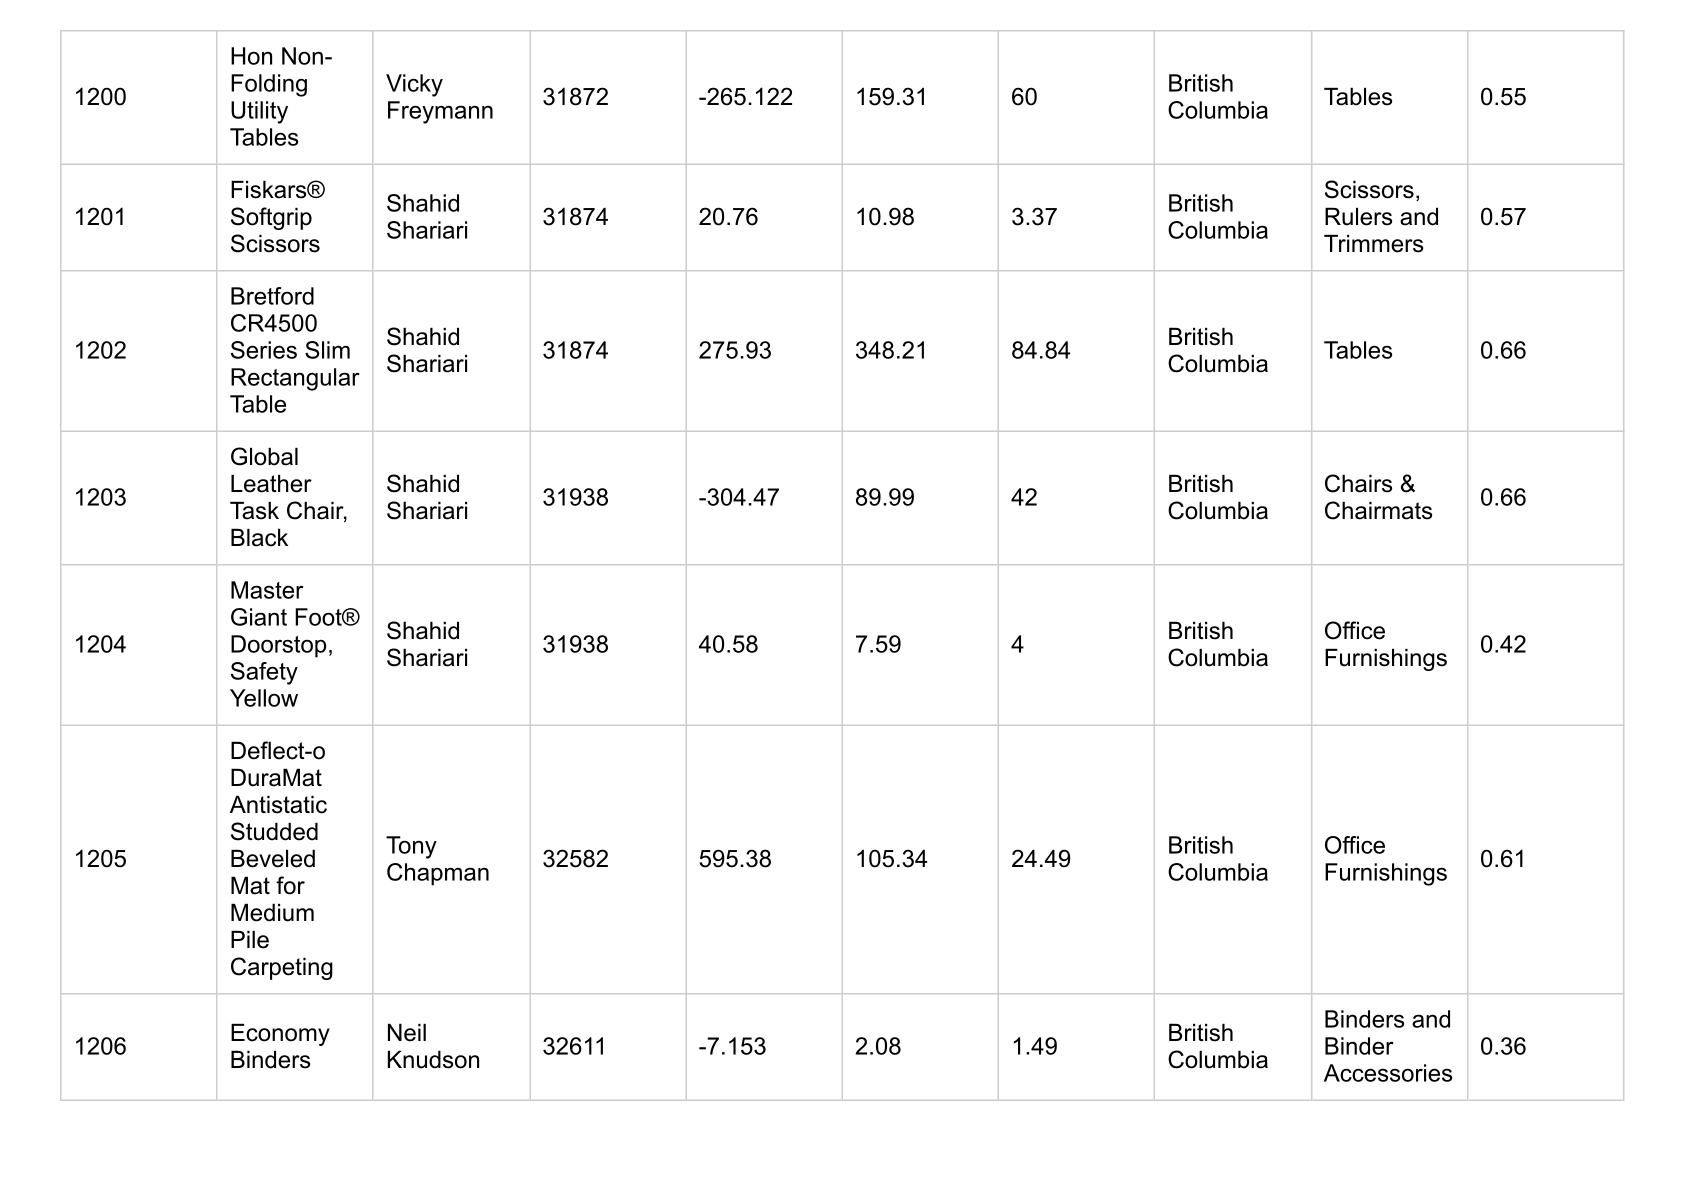 1200
Hon Non-
Folding
Utility
Tables
Vicky
Freymann
31872
-265.122
159.31
60
British
Columbia
Tables
0.55
1201
Fiskars®
Softgrip
Scissors
Shahid
Shariari
31874
20.76
10.98
3.37
British
Columbia
Scissors,
Rulers and
Trimmers
0.57
1202
Bretford
CR4500
Series Slim
Rectangular
Table
Shahid
Shariari
31874
275.93
348.21
84.84
British
Columbia
Tables
0.66
1203
Global
Leather
Task Chair,
Black
Shahid
Shariari
31938
-304.47
89.99
42
British
Columbia
Chairs &
Chairmats
0.66
1204
Master
Giant Foot®
Doorstop,
Safety
Yellow
Shahid
Shariari
31938
40.58
7.59
4
British
Columbia
Office
Furnishings
0.42
1205
Deflect-o
DuraMat
Antistatic
Studded
Beveled
Mat for
Medium
Pile
Carpeting
Tony
Chapman
32582
595.38
105.34
24.49
British
Columbia
Office
Furnishings
0.61
1206
Economy
Binders
Neil
Knudson
32611
-7.153
2.08
1.49
British
Columbia
Binders and
Binder
Accessories
0.36